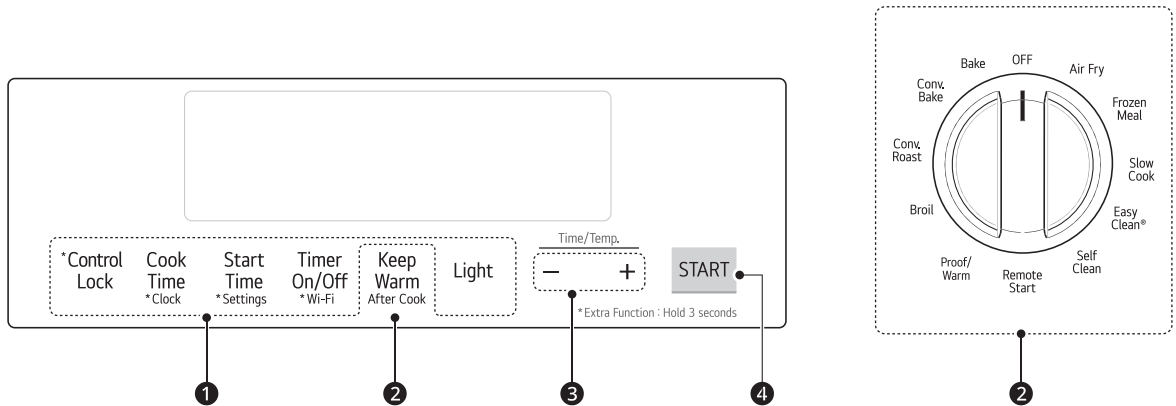 *Control
Lock
Cook
Time
*Clock
Start
Time
*Settings
Timer
On/Off
*Wi-Fi
Keep
Warm
After Cook
Light
Time/Temp.
− +
START
*Extra Function : Hold 3 seconds
1
2
3
4
OFF
Air Fry
Frozen
Meal
Slow
Cook
Easy
Clean®
Self
Clean
Remote
Start
Proof/
Warm
Broil
Conv.
Roast
Conv.
Bake
Bake
2